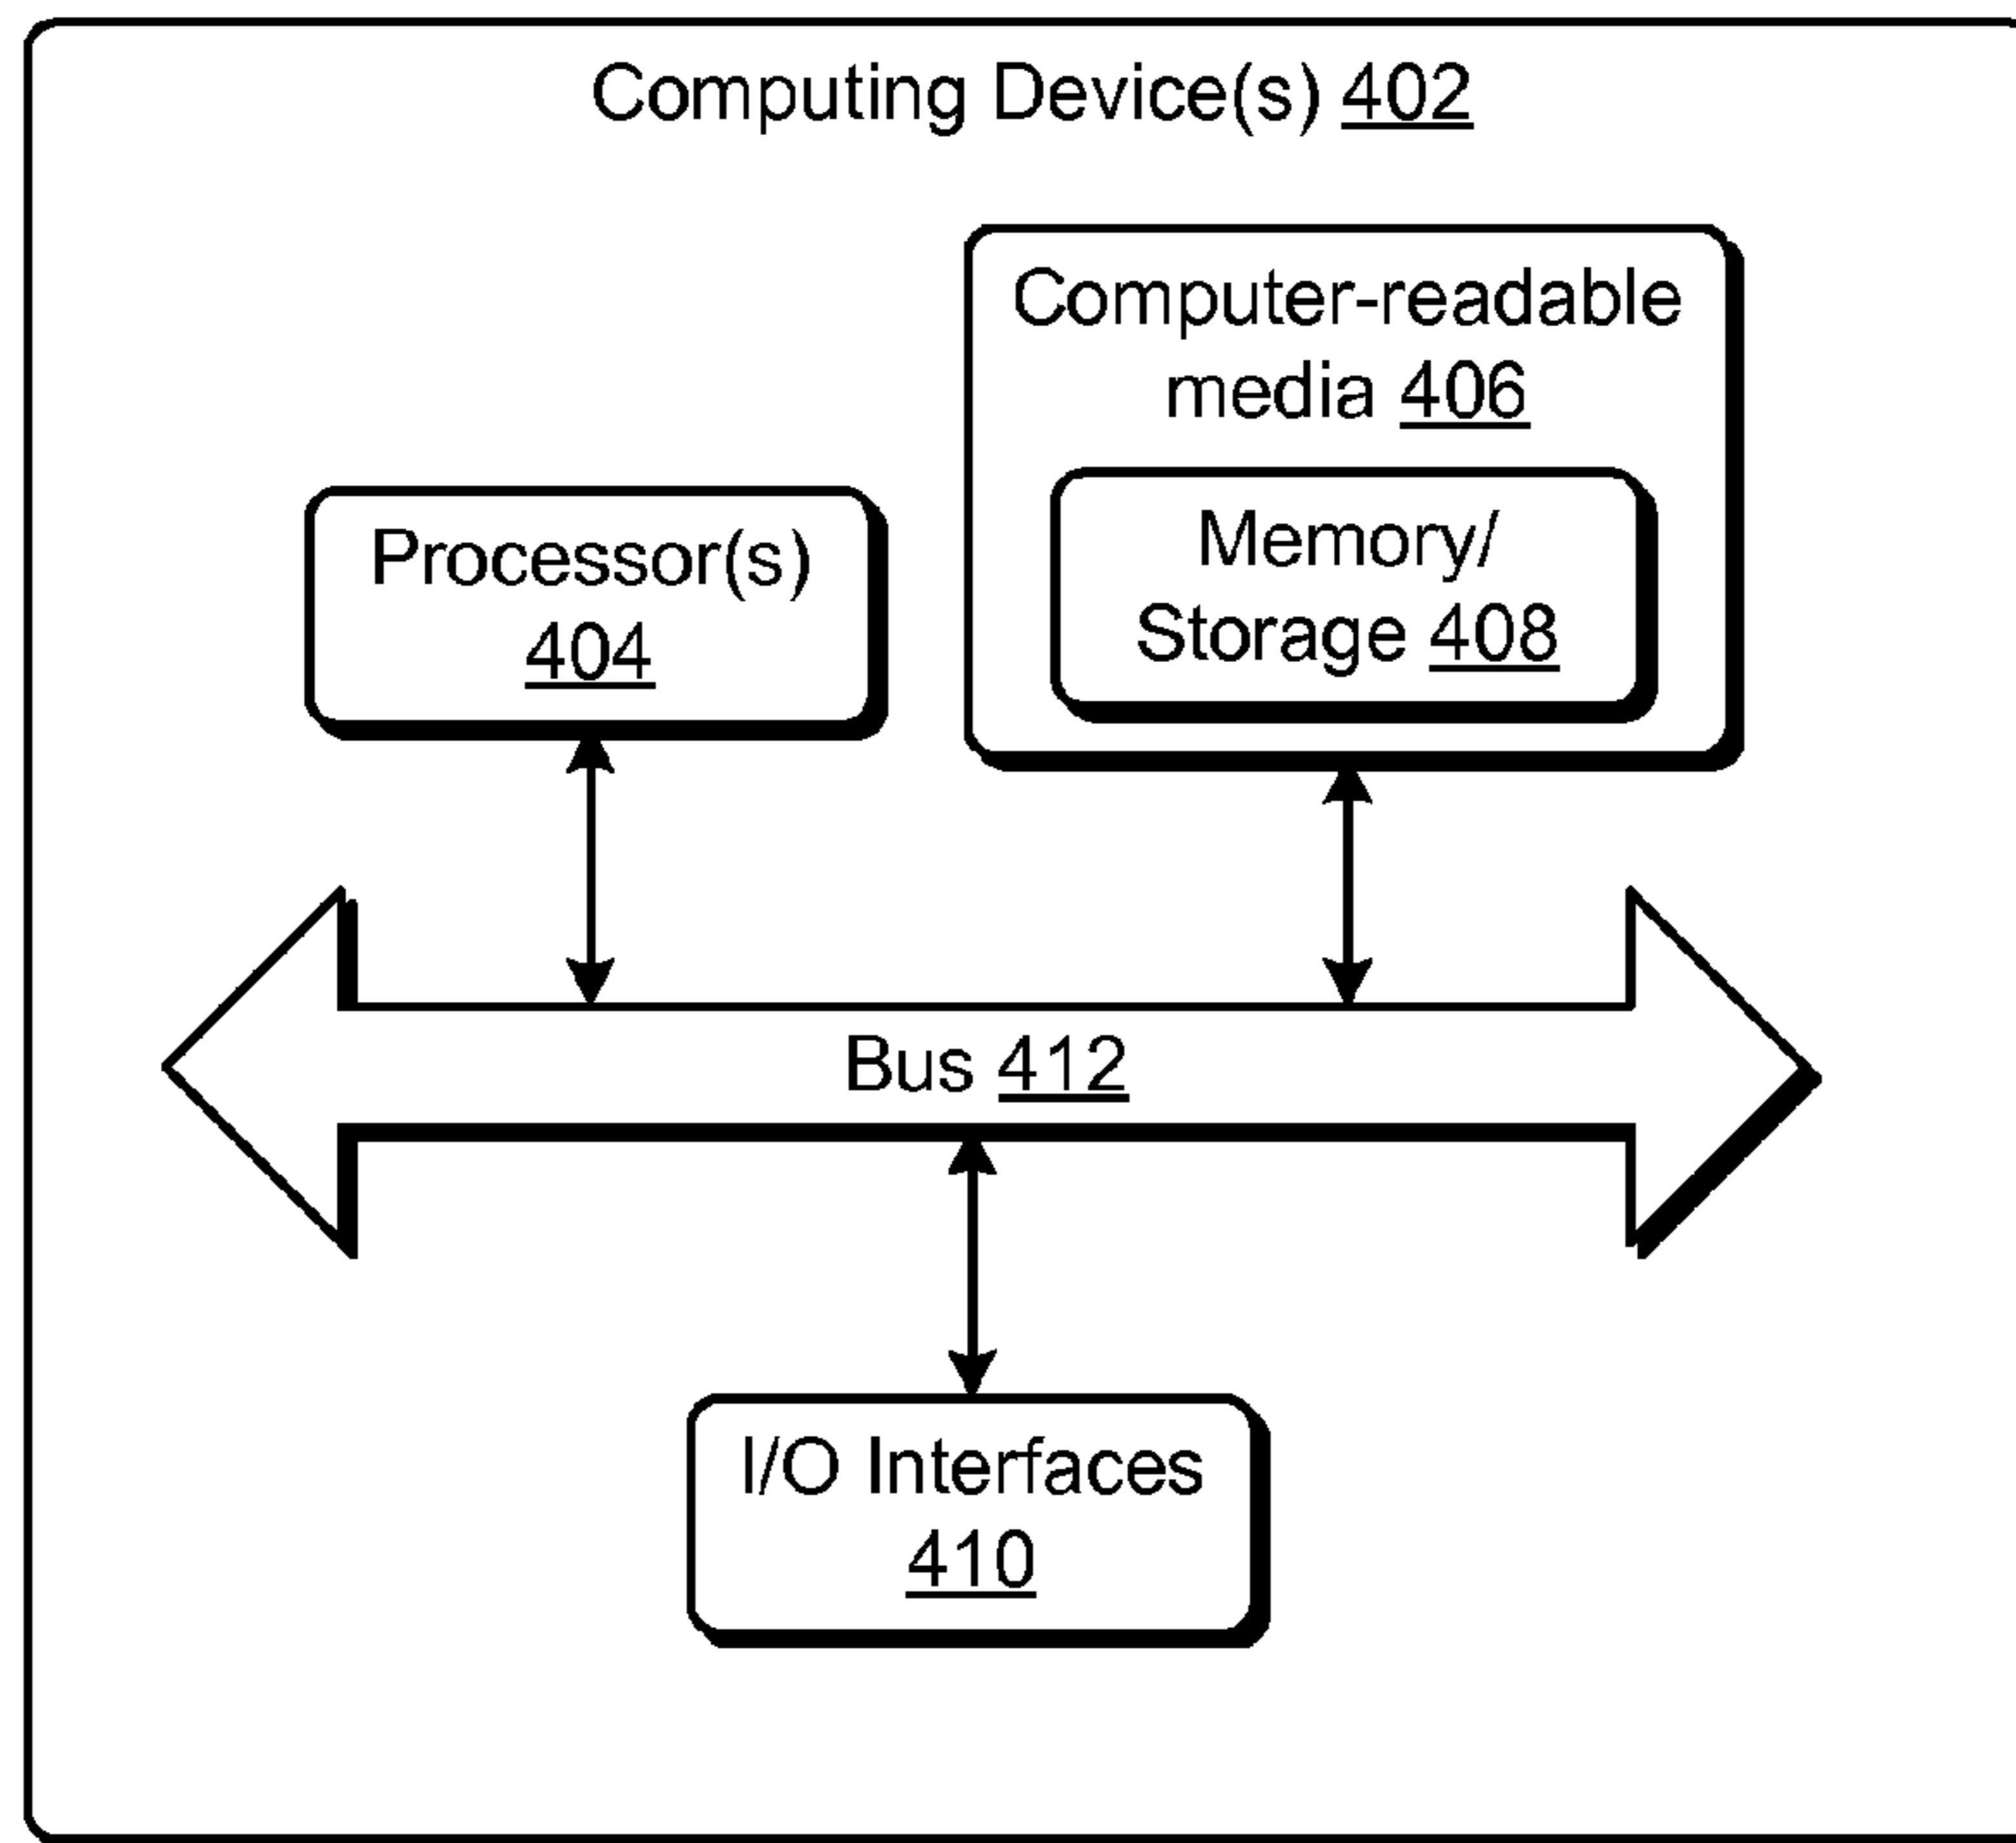 Computing Device(s) 402
Computer-readable
media 406
Memory/
Storage 408
Processor(s)
404
Bus 412
I/O Interfaces
410